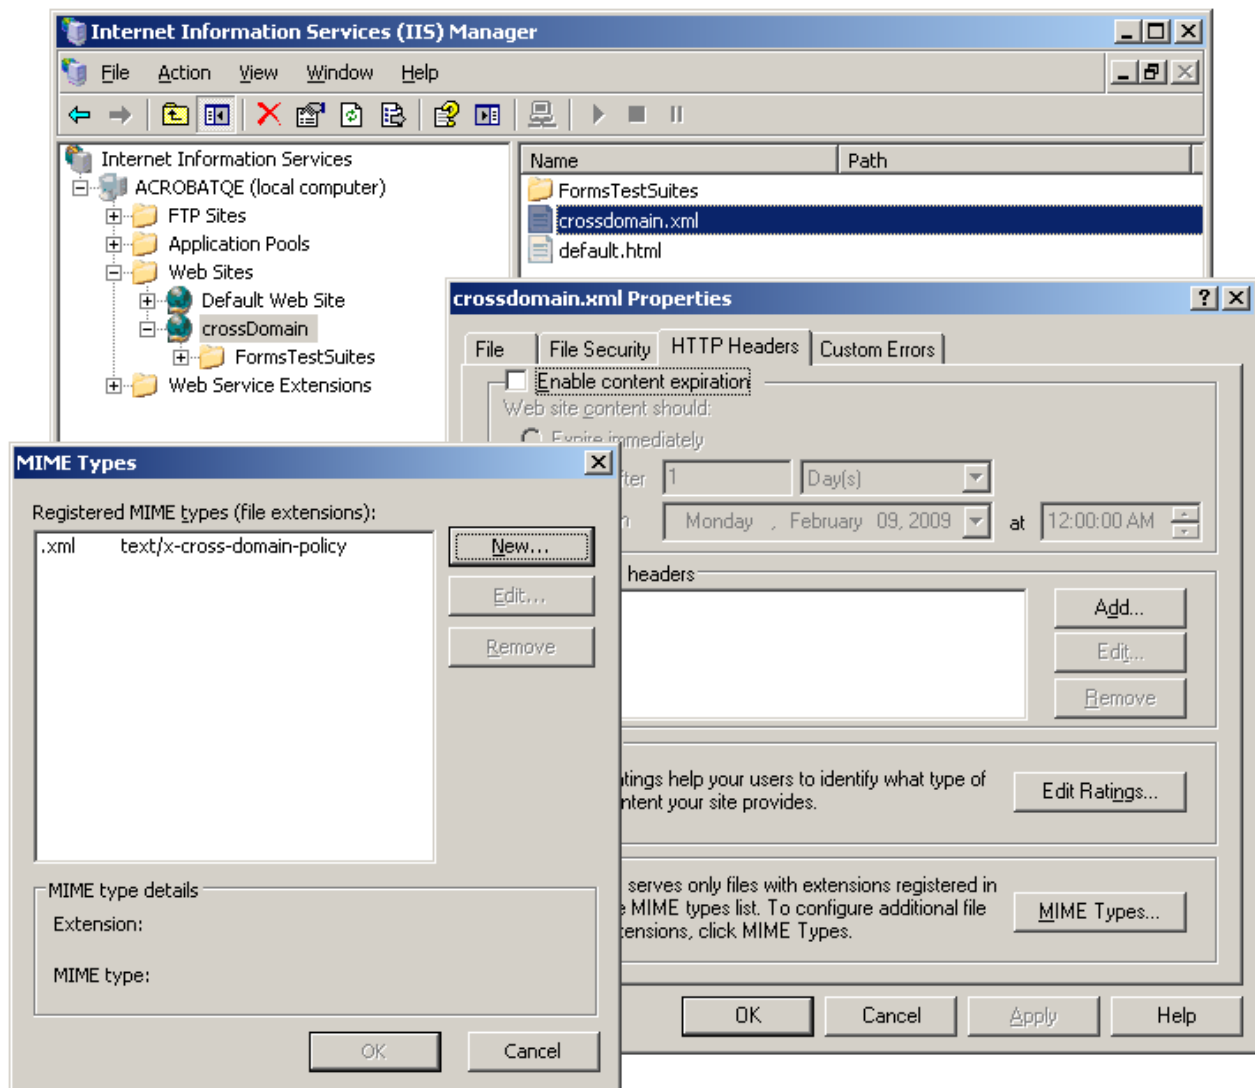 Internet Information Services (IIS) Manager
File Action View Window Help
Internet Information Services
ACROBATQE (local computer)
FTP Sites
Application Pools
Web Sites
Default Web Site
crossDomain
FormsTestSuites
Web Service Extensions
Name Path
FormsTestSuites
crossdomain.xml
default.html
crossdomain.xml Properties
File File Security HTTP Headers Custom Errors
Enable content expiration
Web site content should:
Expire immediately
1 Day(s)
Monday , February 09, 2009 at 12:00:00 AM
headers
Add...
Edit...
Remove
help your users to identify what type of
your site provides.
Edit Ratings...
serves only files with extensions registered in
MIME types list. To configure additional file
click MIME Types.
MIME Types...
OK Cancel Apply Help
MIME Types
Registered MIME types (file extensions):
.xml text/x-cross-domain-policy
New...
Edit...
Remove
MIME type details
Extension:
MIME type:
OK Cancel